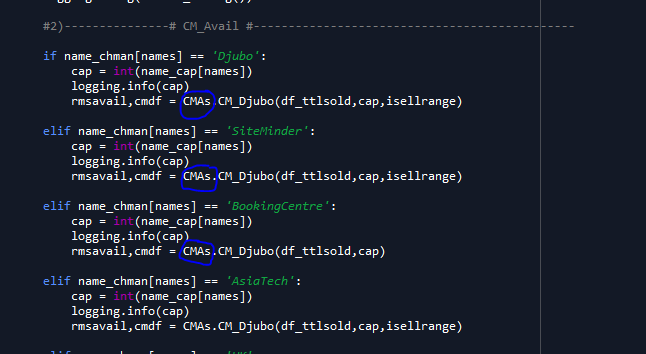 #2)---------------# CM_Avail #----------------------------------------------
if name_chman[names] == 'Djubo':
cap = int(name_cap[names])
logging.info(cap)
rmsavail,cmdf = CMAs.CM_Djubo(df_ttlsold,cap,isellrange)
elif name_chman[names] == 'SiteMinder':
cap = int(name_cap[names])
logging.info(cap)
rmsavail,cmdf = CMAs.CM_Djubo(df_ttlsold,cap,isellrange)
elif name_chman[names] == 'BookingCentre':
cap = int(name_cap[names])
logging.info(cap)
rmsavail,cmdf = CMAs.CM_Djubo(df_ttlsold,cap)
elif name_chman[names] == 'AsiaTech':
cap = int(name_cap[names])
logging.info(cap)
rmsavail,cmdf = CMAs.CM_Djubo(df_ttlsold,cap,isellrange)